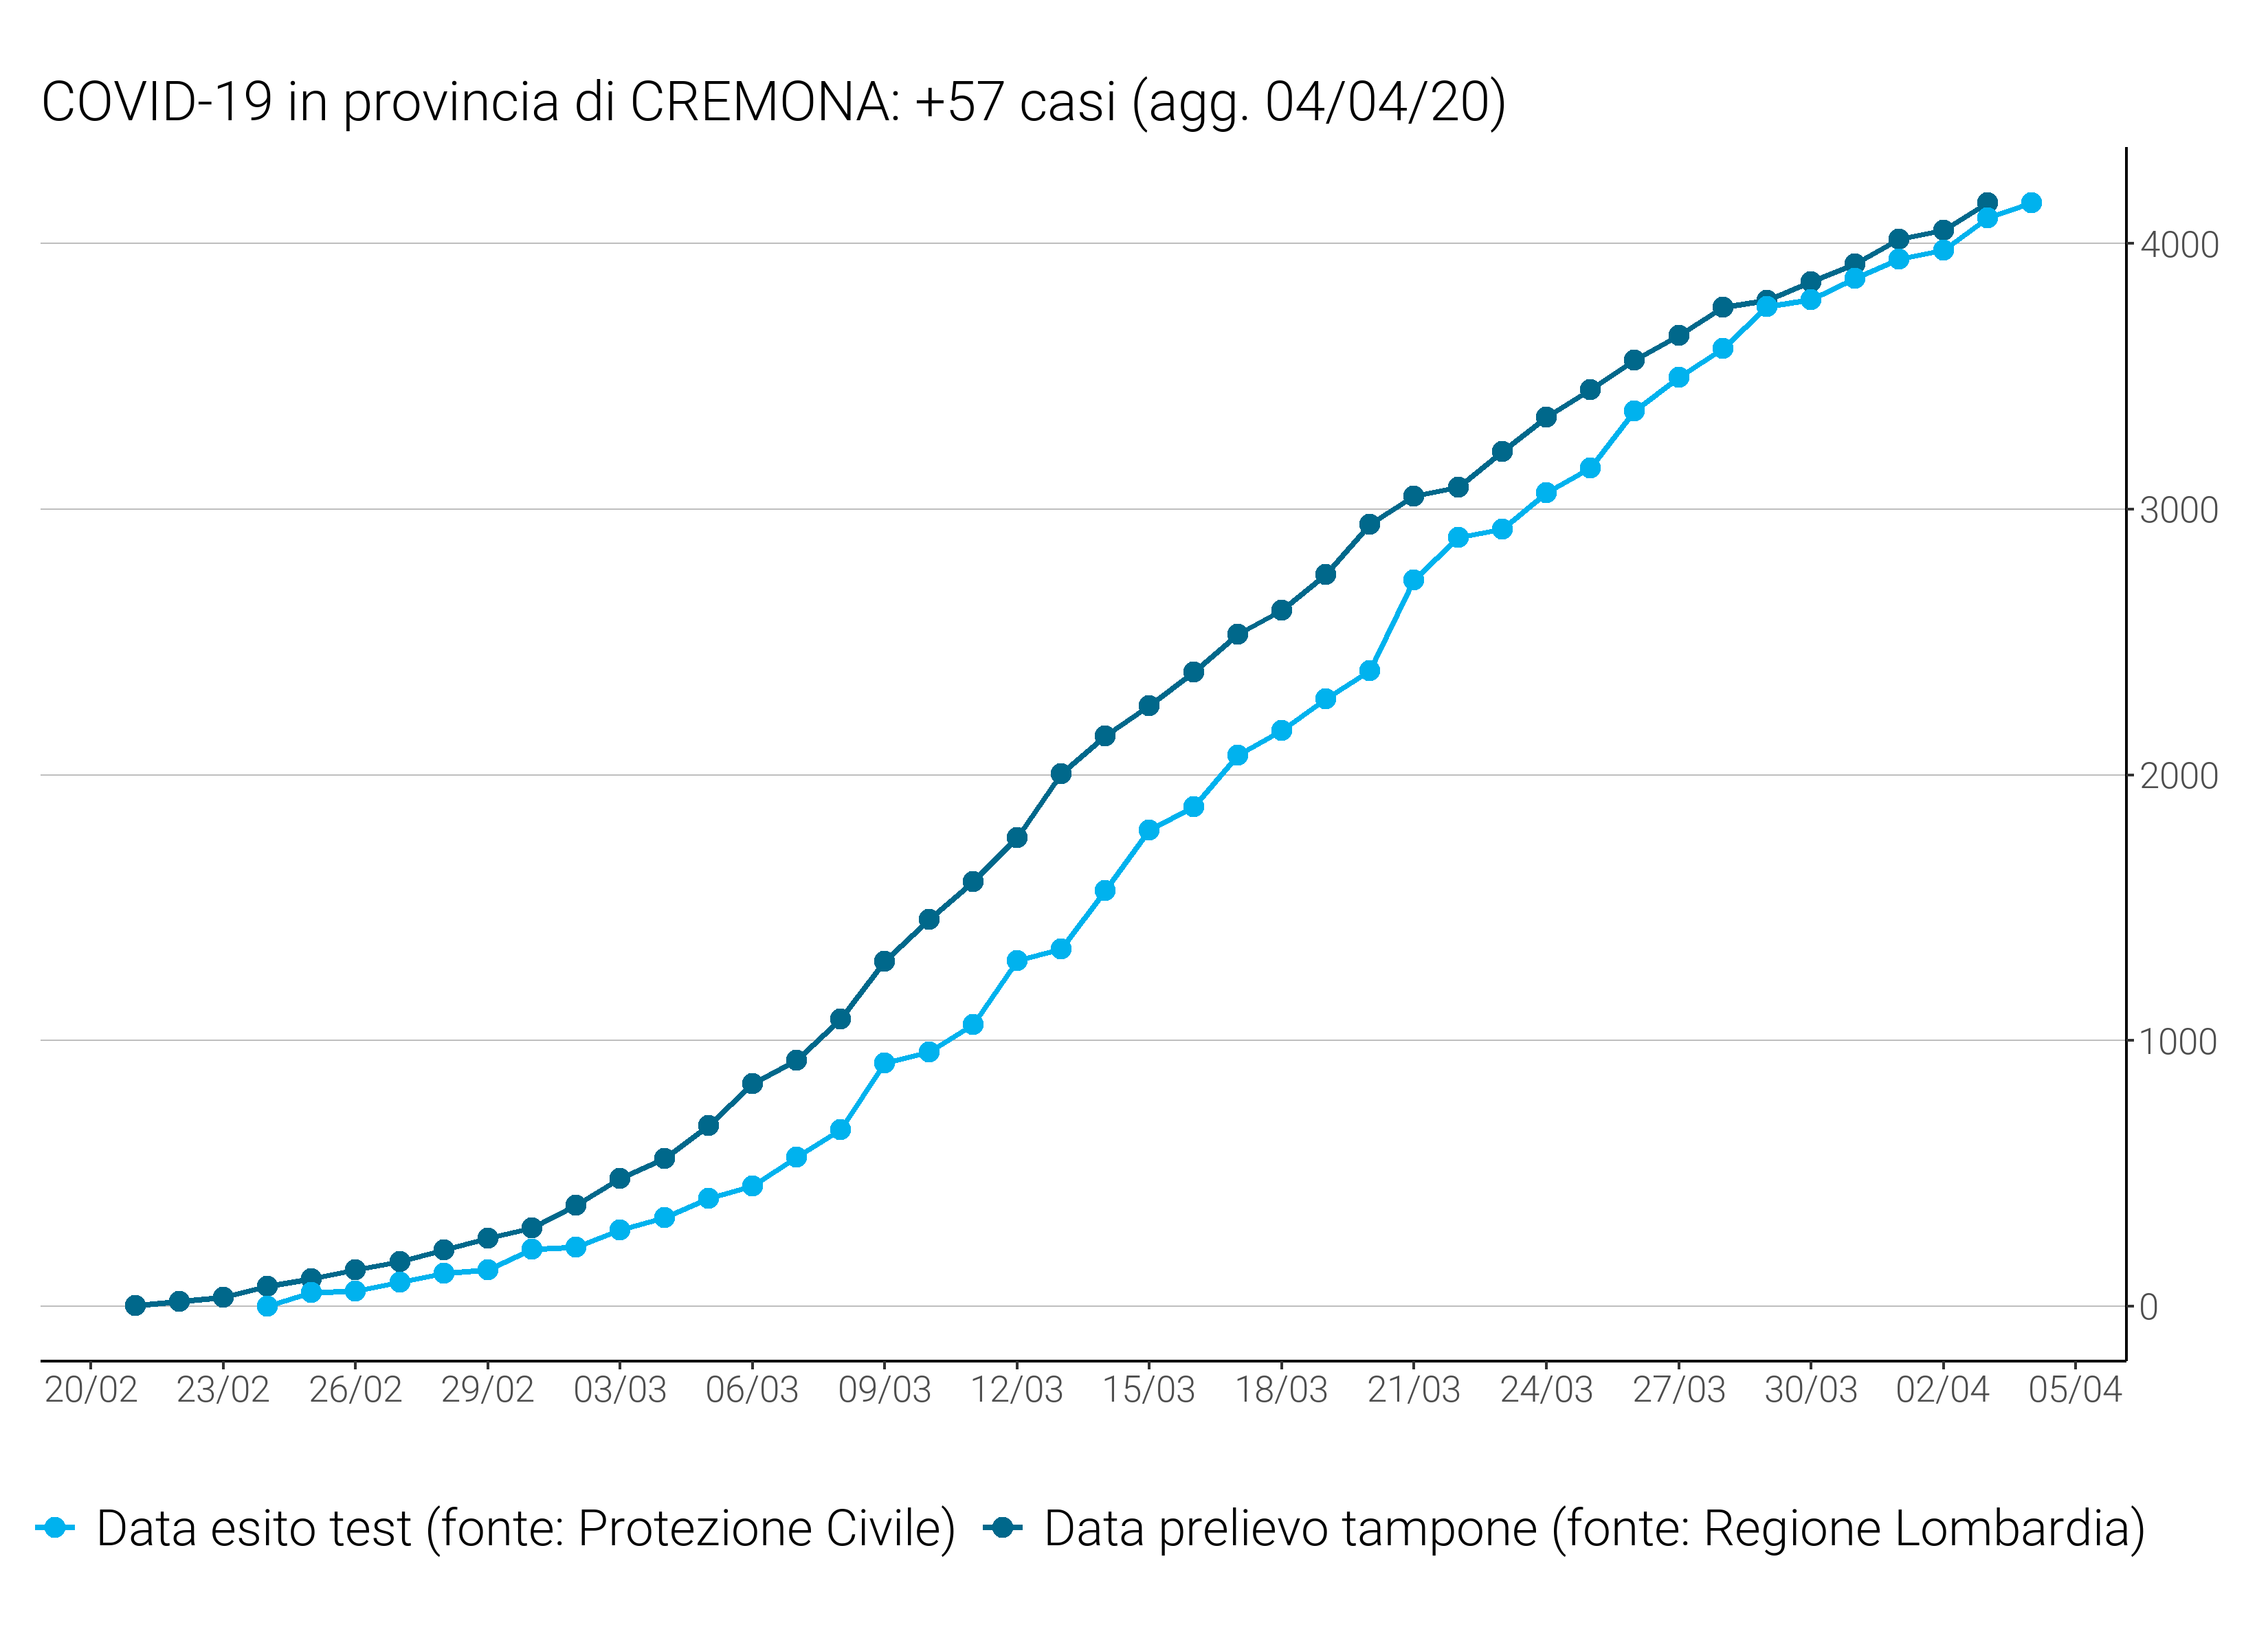 COVID-19 in provincia di CREMONA: +57 casi (agg. 04/04/20)
4000
3000
2000
1000
0
20/02 23/02 26/02 29/02 03/03 06/03 09/03 12/03 15/03 18/03 21/03 24/03 27/03 30/03 02/04 05/04
Data esito test (fonte: Protezione Civile) Data prelievo tampone (fonte: Regione Lombardia)